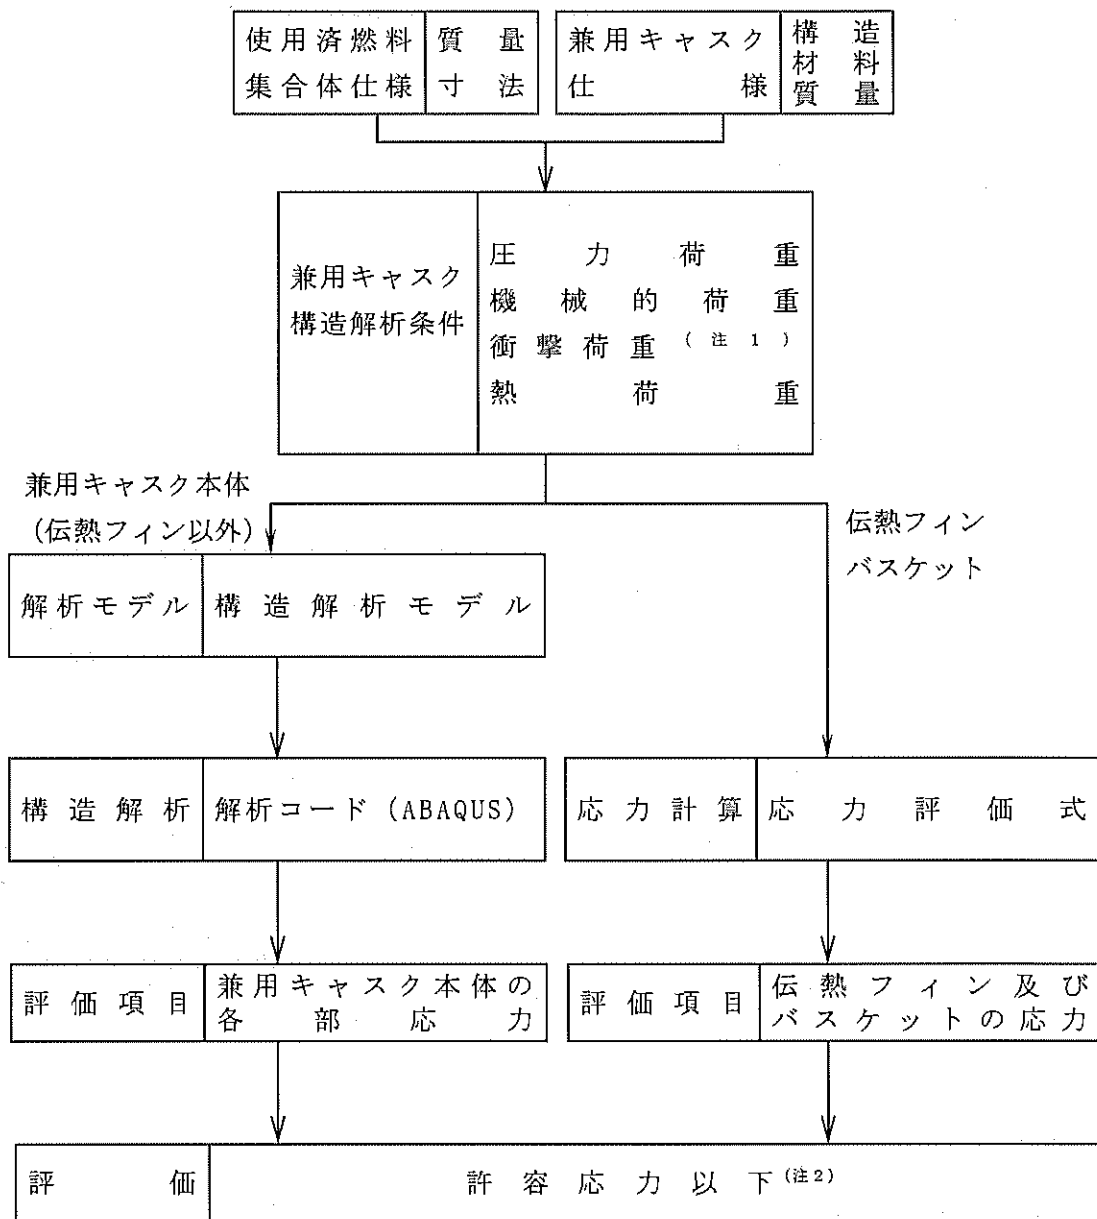 使用済燃料
集合体仕様
質量
寸法
兼用キャスク
仕様
構造
材料
質量
兼用キャスク
構造解析条件
圧力荷重
機械的荷重
衝撃荷重(注1)
熱荷重
兼用キャスク本体
(伝熱フィン以外)
伝熱フィン
バスケット
解析モデル
構造解析モデル
構造解析
解析コード(ABAQUS)
応力計算
応力評価式
評価項目
兼用キャスク本体の
各部応力
評価項目
伝熱フィン及び
バスケットの応力
評価
許容応力以下(注2)